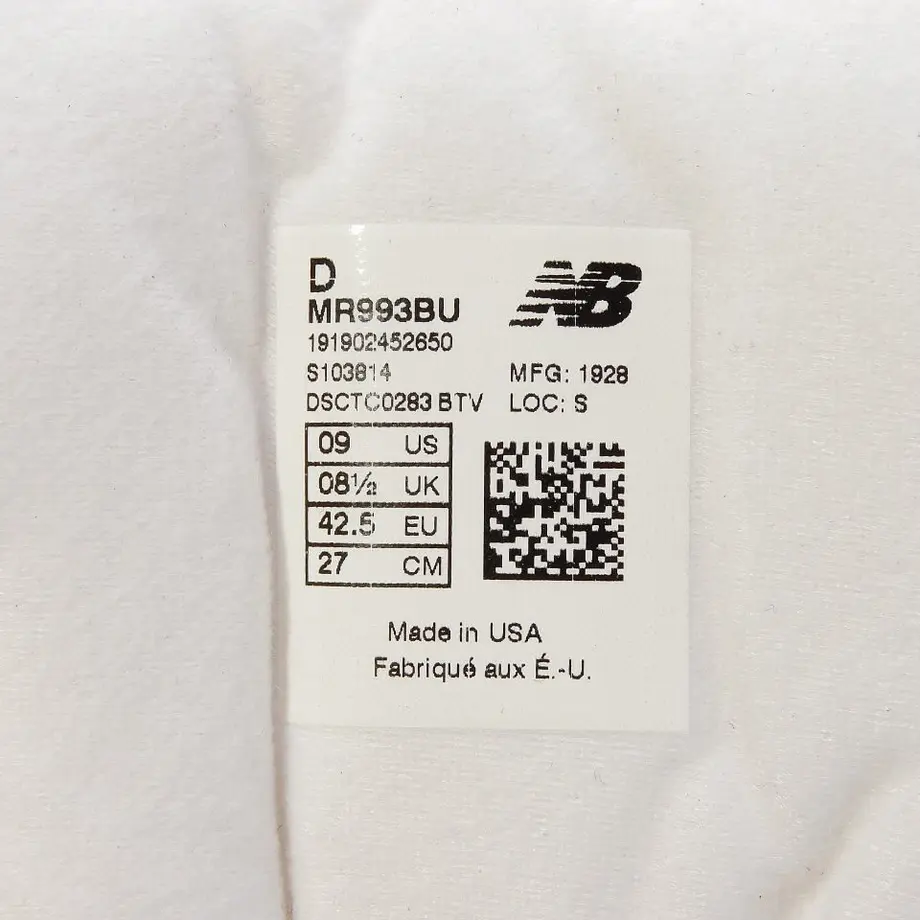 D
NB
MR993BU
191902452650
S103814 MFG: 1928
DSCTC0283 BTV LOC: S
09 US
08½ UK
42.5 EU
27 CM
Made in USA
Fabriqué aux É.-U.